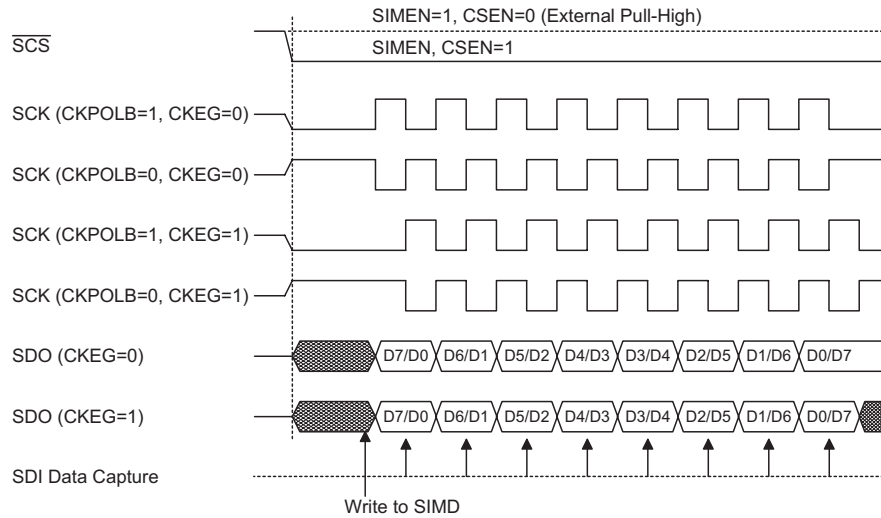 SIMEN=1, CSEN=0 (External Pull-High)
SCS
SIMEN, CSEN=1
SCK (CKPOLB=1, CKEG=0)
SCK (CKPOLB=0, CKEG=0)
SCK (CKPOLB=1, CKEG=1)
SCK (CKPOLB=0, CKEG=1)
SDO (CKEG=0) D7/D0 D6/D1 D5/D2 D4/D3 D3/D4 D2/D5 D1/D6 D0/D7
SDO (CKEG=1) D7/D0 D6/D1 D5/D2 D4/D3 D3/D4 D2/D5 D1/D6 D0/D7
SDI Data Capture
Write to SIMD